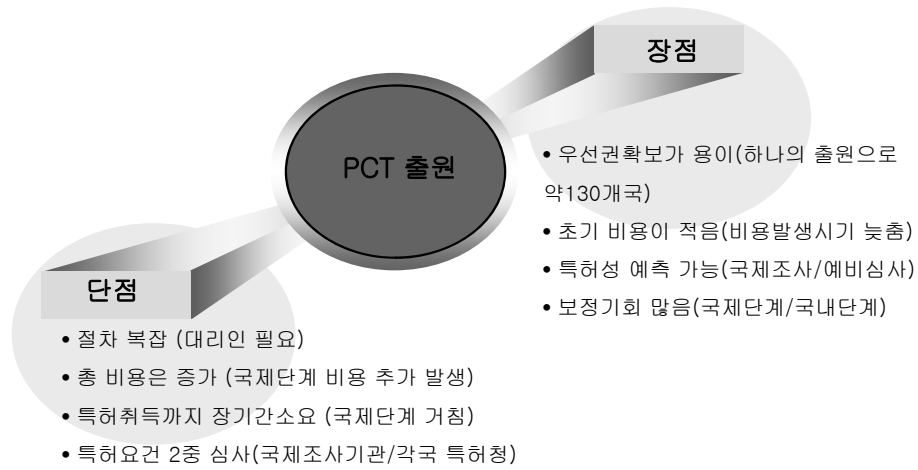 장점
PCT 출원
• 우선권확보가 용이(하나의 출원으로
약130개국)
• 초기 비용이 적음(비용발생시기 늦춤)
• 특허성 예측 가능(국제조사/예비심사)
• 보정기회 많음(국제단계/국내단계)
단점
• 절차 복잡 (대리인 필요)
• 총 비용은 증가 (국제단계 비용 추가 발생)
• 특허취득까지 장기간소요 (국제단계 거침)
• 특허요건 2중 심사(국제조사기관/각국 특허청)